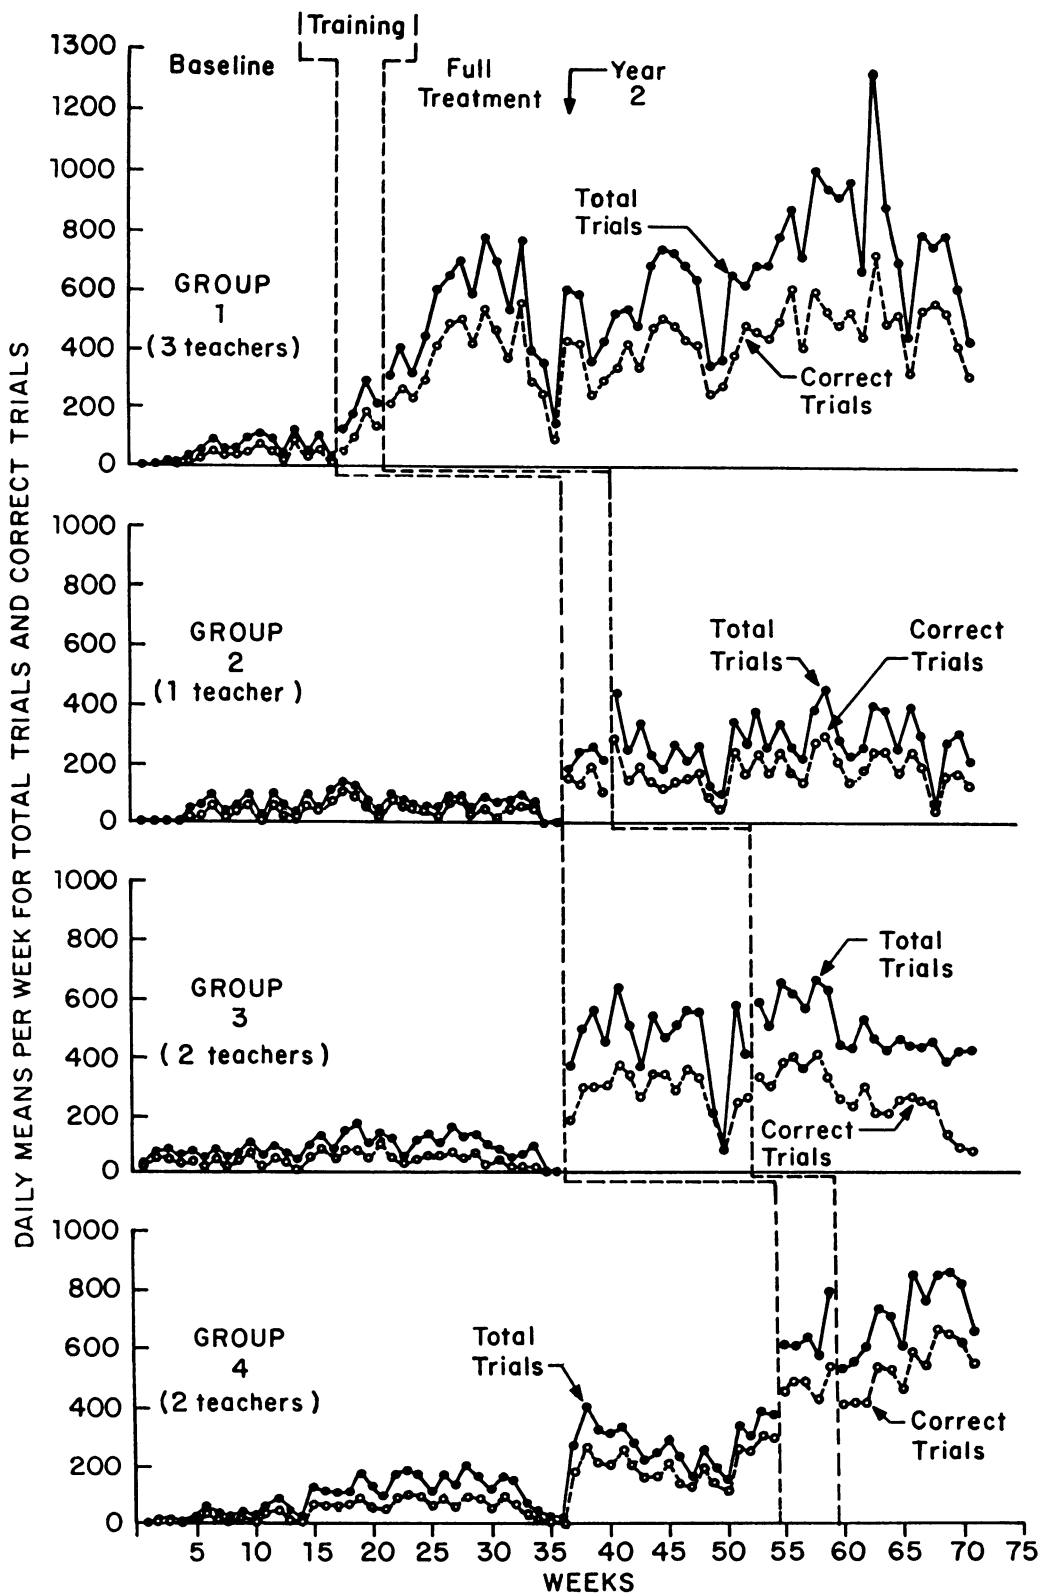 DAILY MEANS PER WEEK FOR TOTAL TRIALS AND CORRECT TRIALS
Training
Baseline
Full
Treatment
Year
2
1300
1200
1000
800
600
400
200
0
GROUP
1
(3 teachers)
Total
Trials
Correct
Trials
1000
800
600
400
200
0
GROUP
2
(1 teacher)
Total
Trials
Correct
Trials
1000
800
600
400
200
0
GROUP
3
(2 teachers)
Total
Trials
Correct
Trials
1000
800
600
400
200
0
GROUP
4
(2 teachers)
Total
Trials
Correct
Trials
5 10 15 20 25 30 35 40 45 50 55 60 65 70 75
WEEKS